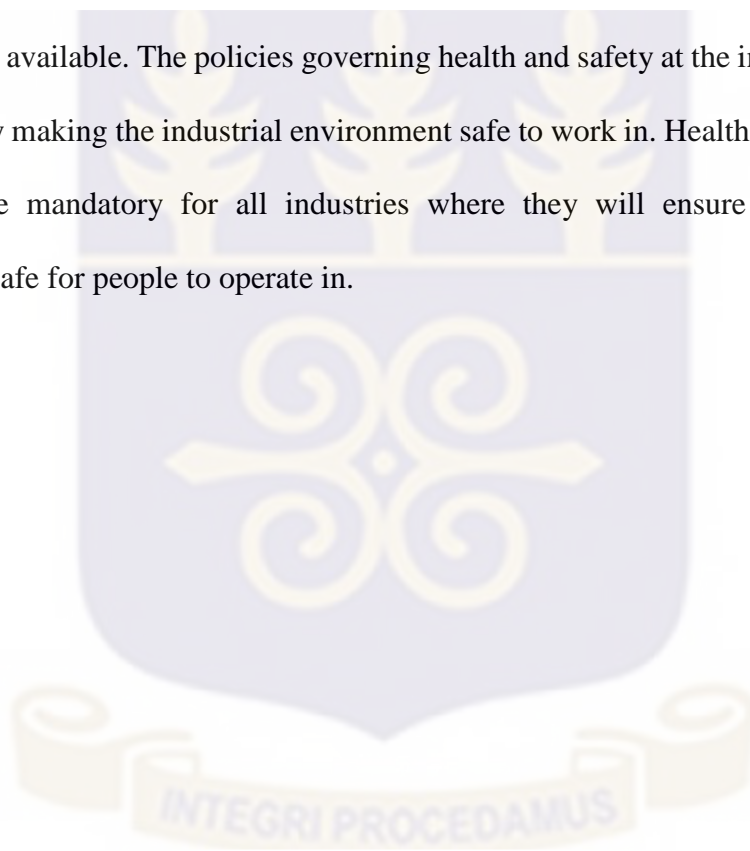 available. The policies governing health and safety at the i
making the industrial environment safe to work in. Health
mandatory for all industries where they will ensure
afe for people to operate in.
INTEGRI PROCEDAMUS